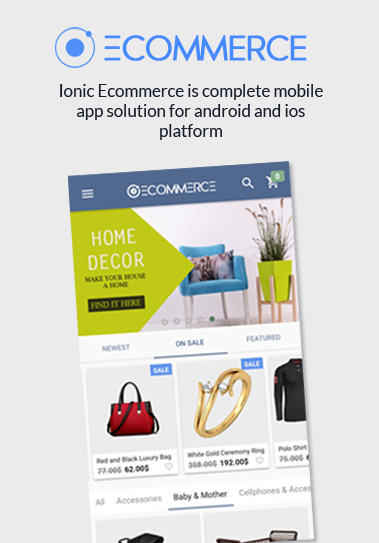 ECOMMERCE
Ionic Ecommerce is complete mobile
app solution for android and ios
platform
ECOMMERCE
0
HOME
DECOR
MAKE YOUR HOUSE
A HOME
FIND IT HERE
NEWEST ON SALE FEATURED
SALE SALE
Red and Black Luxury Bag White Gold Ceremony Ring Polo Shirt
77.00$ 62.00$ 358.00$ 192.00$ 75.00$
All Accessories Baby & Mother Cellphones &